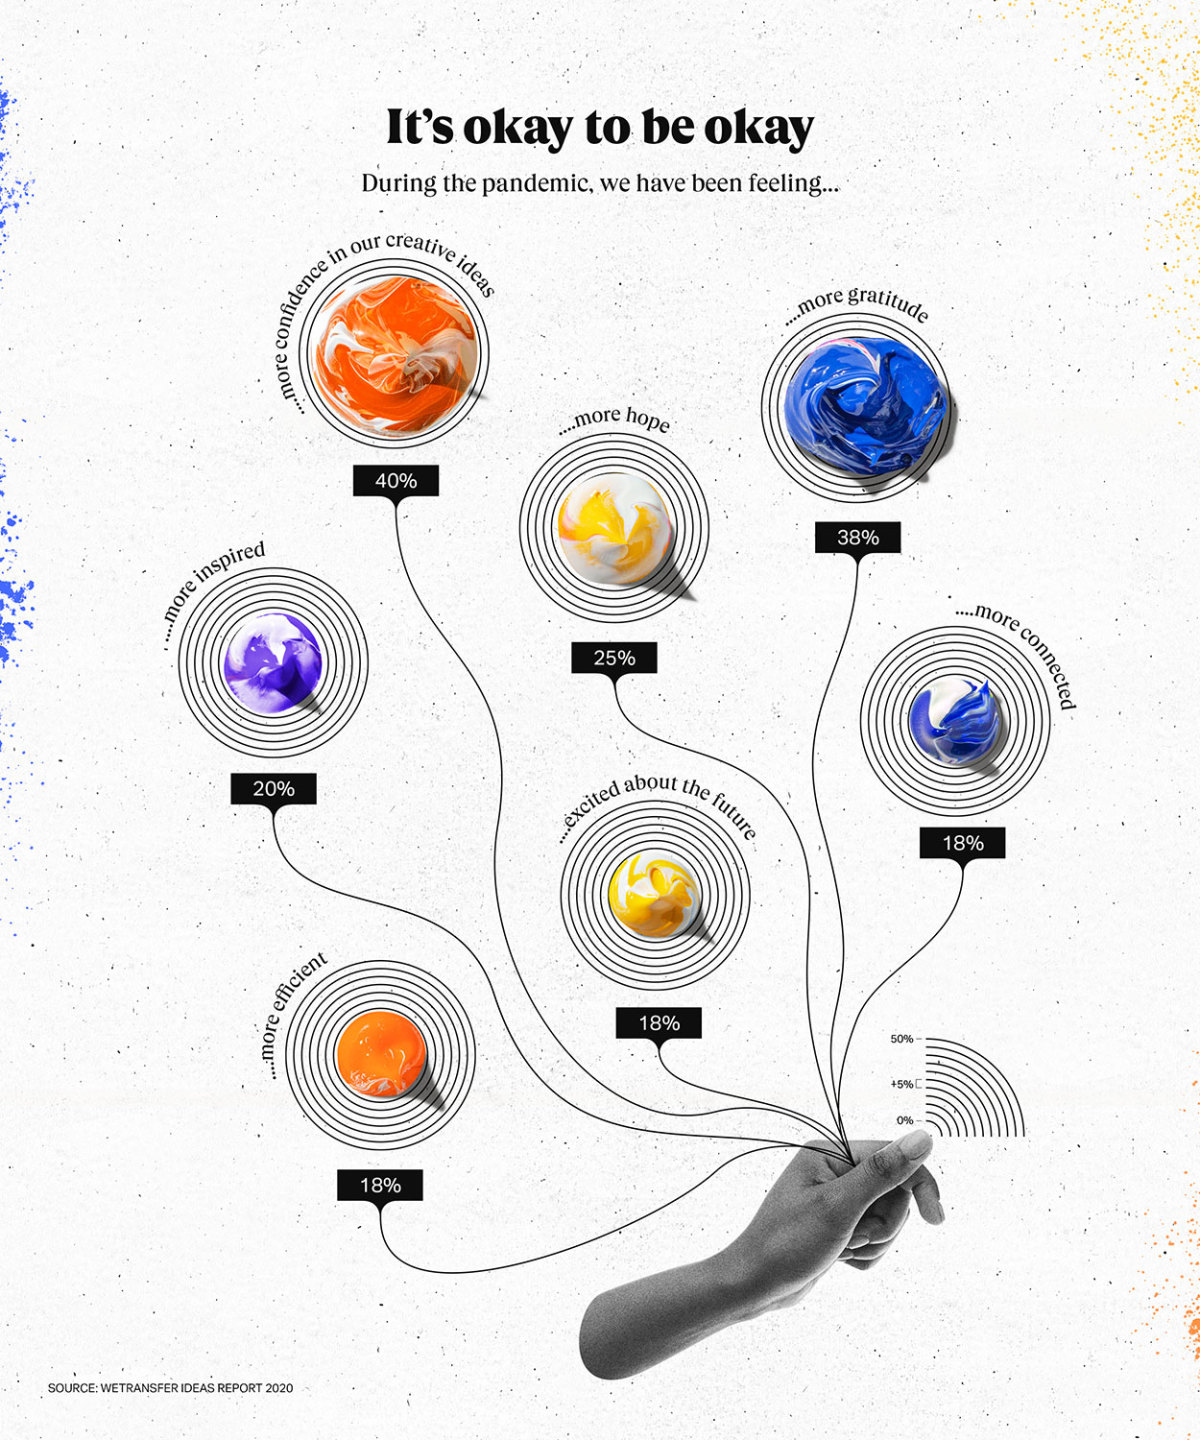 It's okay to be okay
During the pandemic, we have been feeling...
....more confidence in our creative ideas
40%
....more gratitude
38%
....more hope
25%
....more inspired
20%
....more connected
18%
....excited about the future
18%
....more efficient
18%
50%
+5%
0%
SOURCE: WETRANSFER IDEAS REPORT 2020